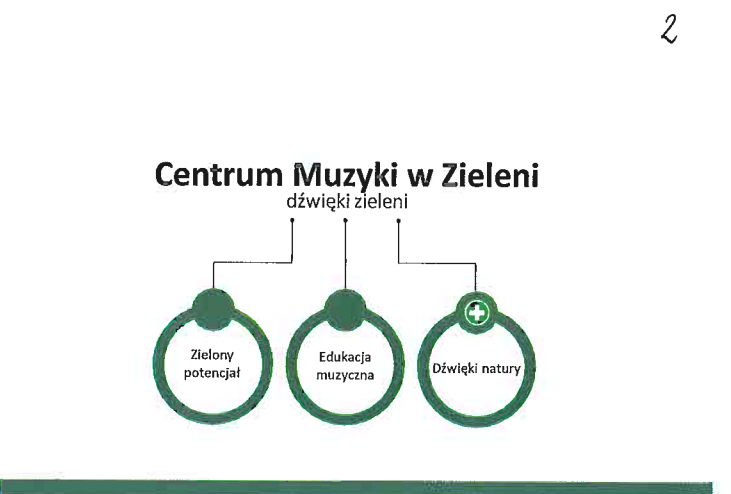 2
Centrum Muzyki w Zieleni
dźwięki zieleni
Zielony
potencjał
Edukacja
muzyczna
Dźwięki natury